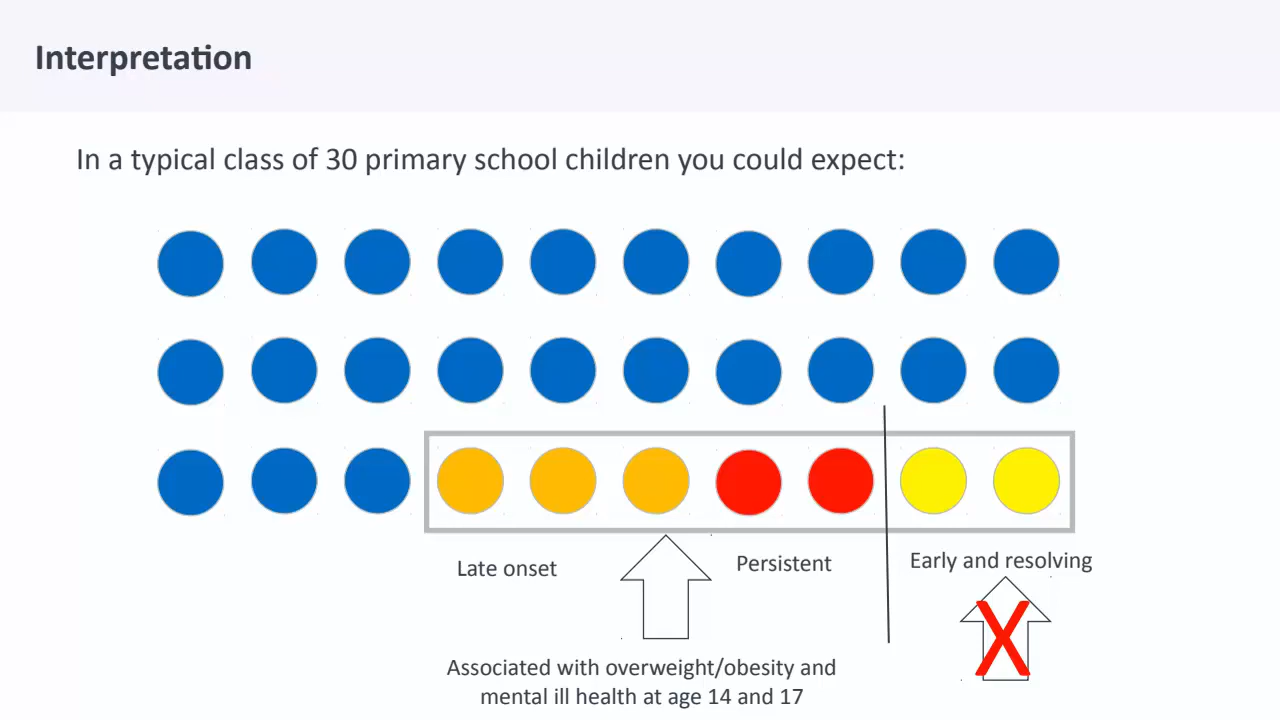 Interpretation
In a typical class of 30 primary school children you could expect:
Late onset
Persistent
Early and resolving
X
Associated with overweight/obesity and
mental ill health at age 14 and 17